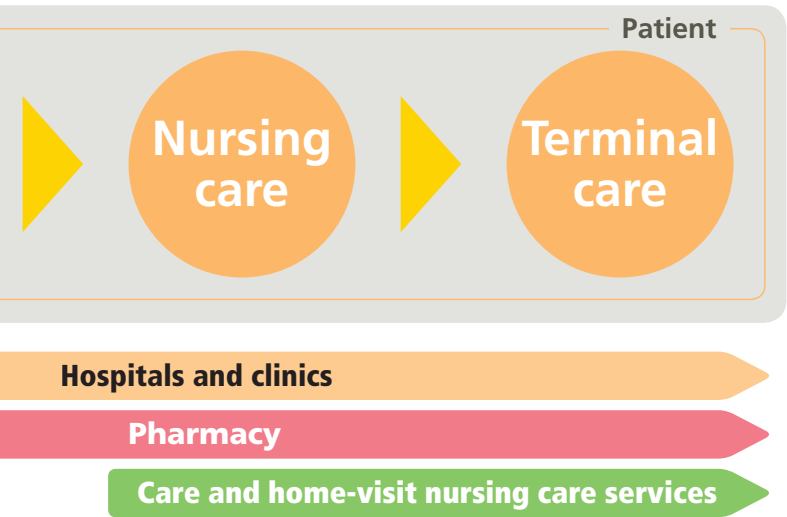 Patient
Nursing
care
Terminal
care
Hospitals and clinics
Pharmacy
Care and home-visit nursing care services